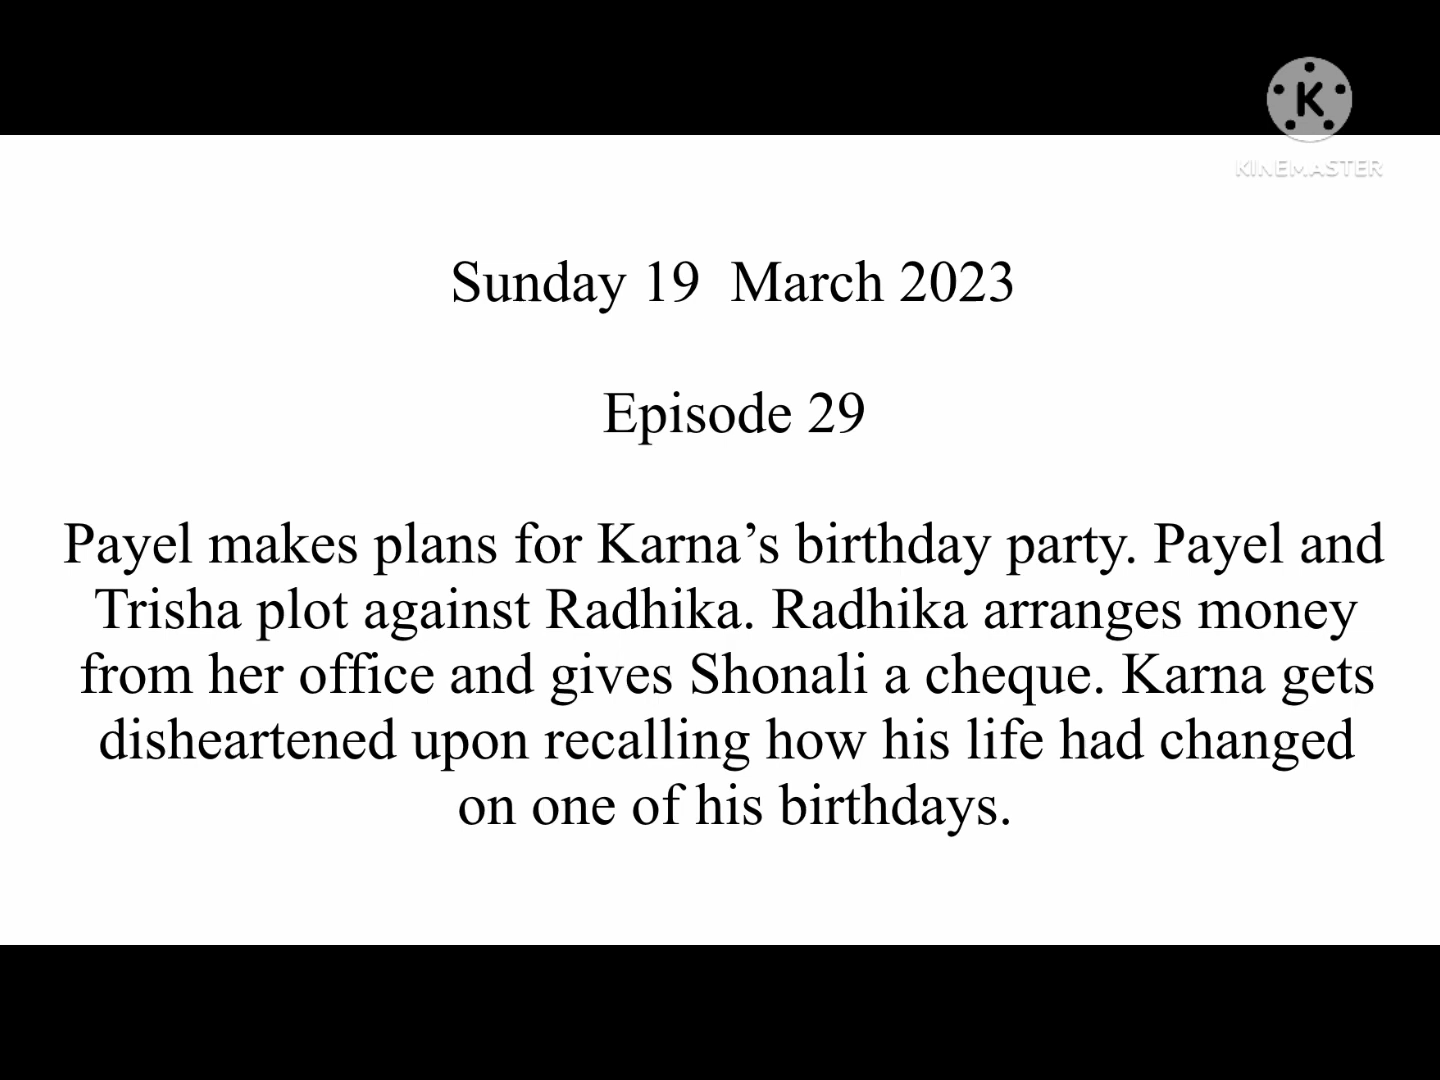 K
KINEMASTER
Sunday 19  March 2023
Episode 29
Payel makes plans for Karna’s birthday party. Payel and
Trisha plot against Radhika. Radhika arranges money
from her office and gives Shonali a cheque. Karna gets
disheartened upon recalling how his life had changed
on one of his birthdays.